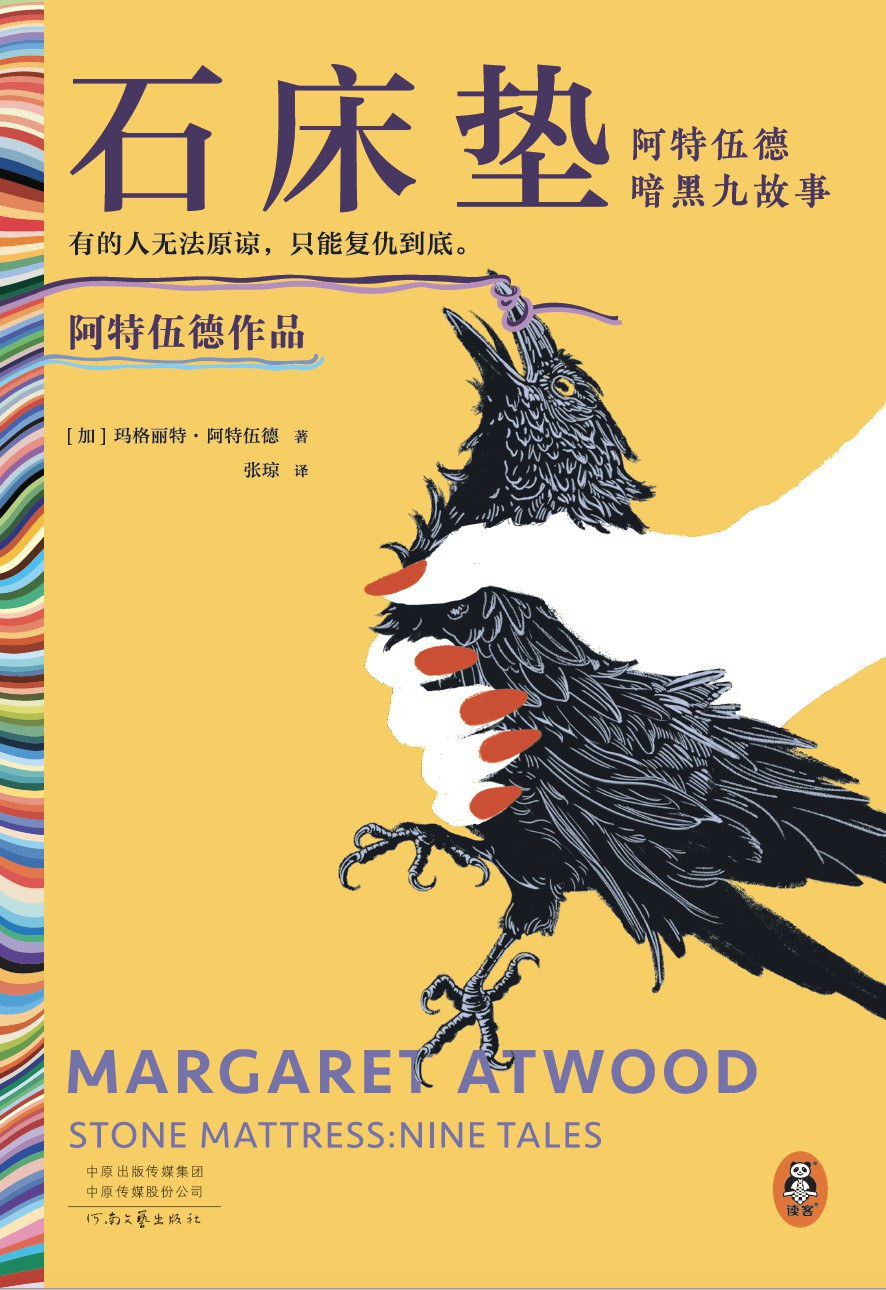 石床垫
阿特伍德
暗黑九故事
有的人无法原谅，只能复仇到底。
阿特伍德作品
[加] 玛格丽特·阿特伍德 著
张琼 译
MARGARET ATWOOD
STONE MATTRESS:NINE TALES
中原出版传媒集团
中原传媒股份公司
河南文艺出版社
读客®